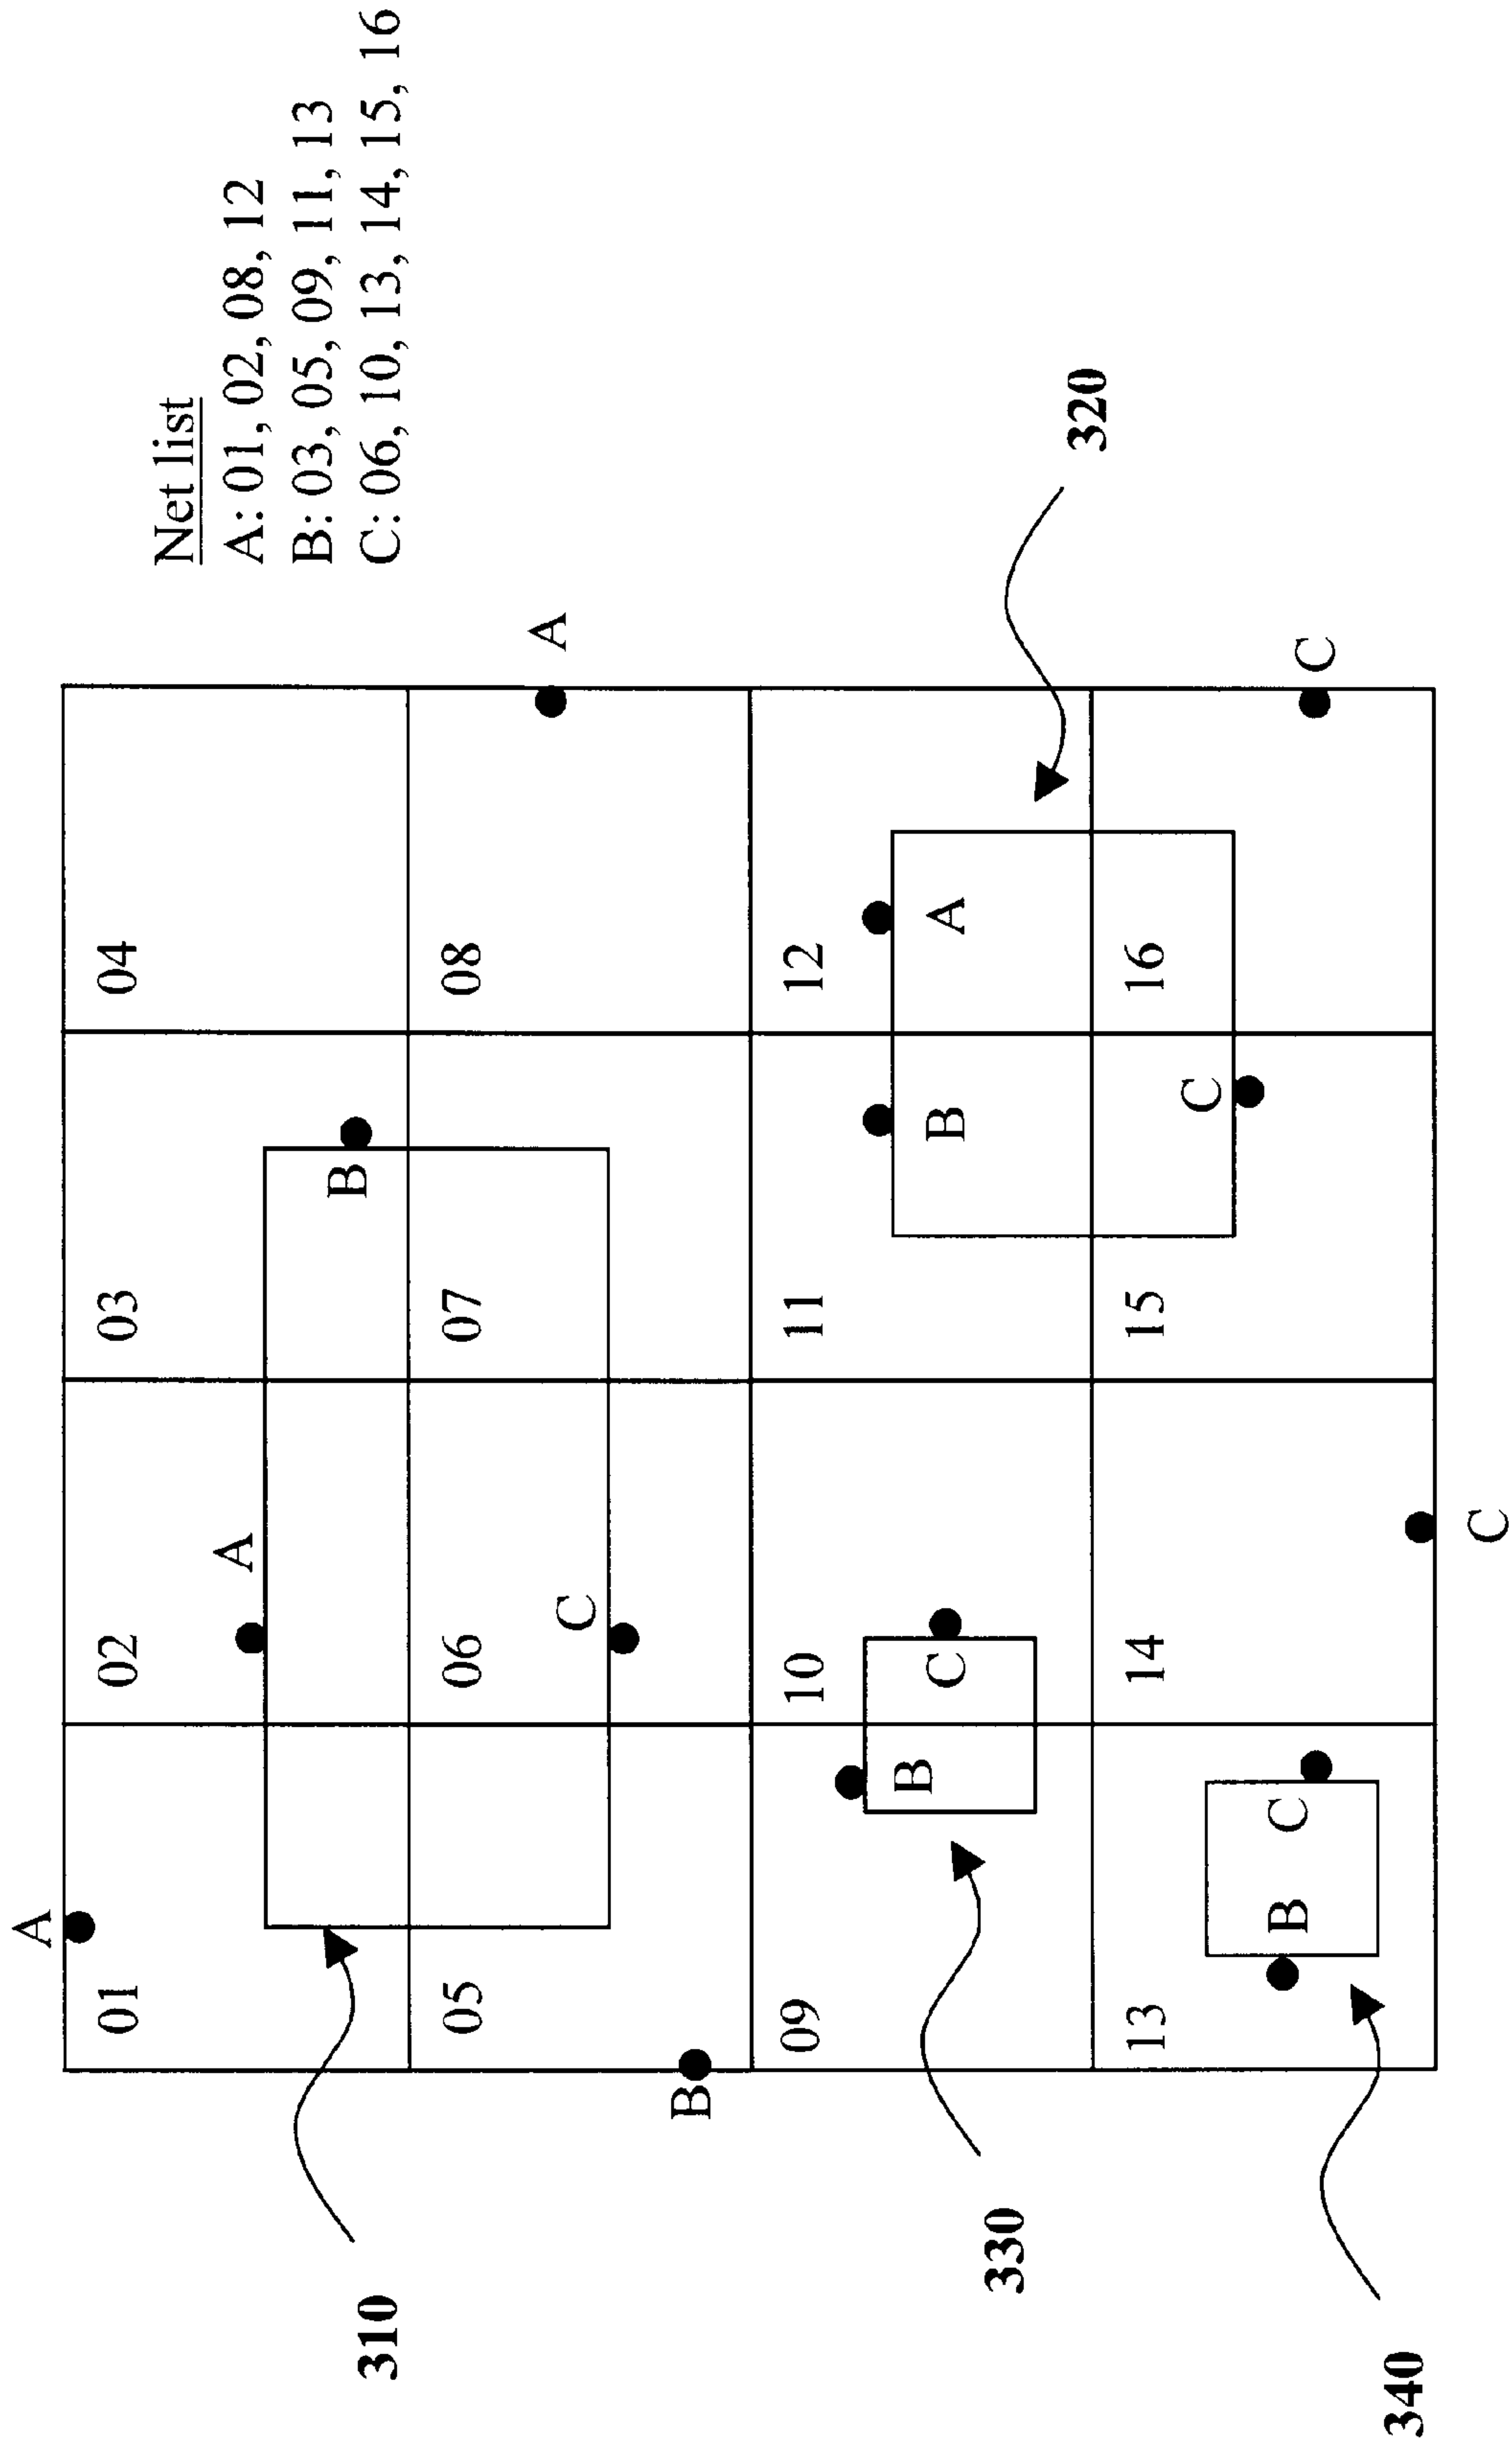 A
01 02 03 04
Net list
A: 01, 02, 08, 12
B: 03, 05, 09, 11, 13
C: 06, 10, 13, 14, 15, 16
A
B
310
05 06 07 08
A
C
B
09 10 11 12
B C B A
330
320
13 14 15 16
C
B C C
340
C